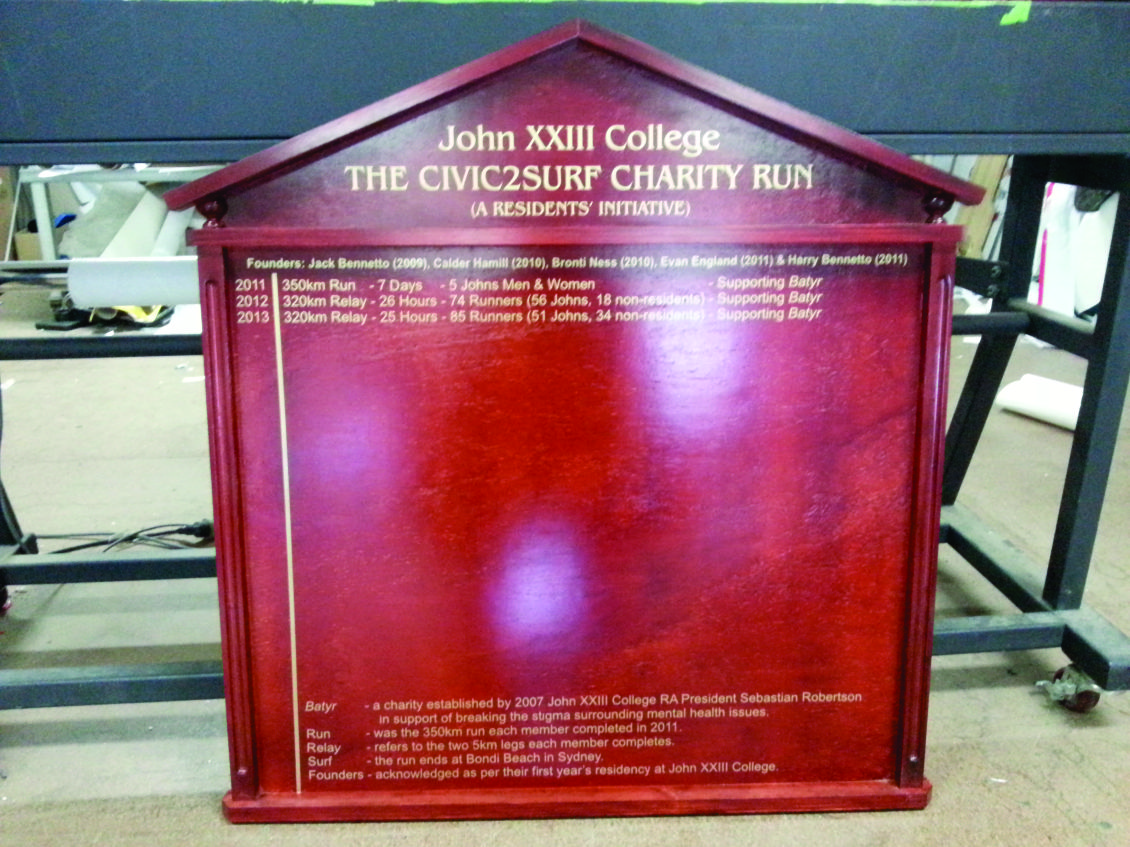 John XXIII College
THE CIVIC2SURF CHARITY RUN
(A RESIDENTS' INITIATIVE)
Founders: Jack Bennetto (2009), Calder Hamill (2010), Bronti Ness (2010), Evan England (2011) & Harry Bennetto (2011)
2011 350km Run - 7 Days - 5 Johns Men & Women - Supporting Batyr
2012 320km Relay - 26 Hours - 74 Runners (56 Johns, 18 non-residents) - Supporting Batyr
2013 320km Relay - 25 Hours - 85 Runners (51 Johns, 34 non-residents) - Supporting Batyr
Batyr - a charity established by 2007 John XXIII College RA President Sebastian Robertson
in support of breaking the stigma surrounding mental health issues.
Run - was the 350km run each member completed in 2011.
Relay - refers to the two 5km legs each member completes.
Surf - the run ends at Bondi Beach in Sydney.
Founders - acknowledged as per their first year's residency at John XXIII College.